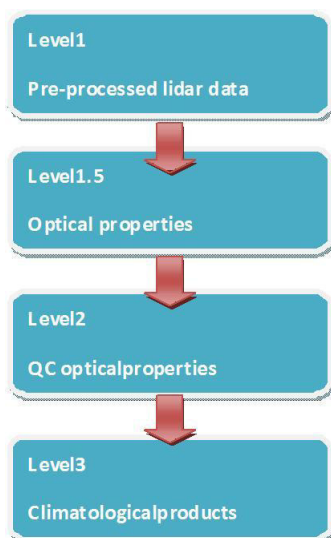 Level1
Pre-processed lidar data
Level1.5
Optical properties
Level2
QC opticalproperties
Level3
Climatologicalproducts